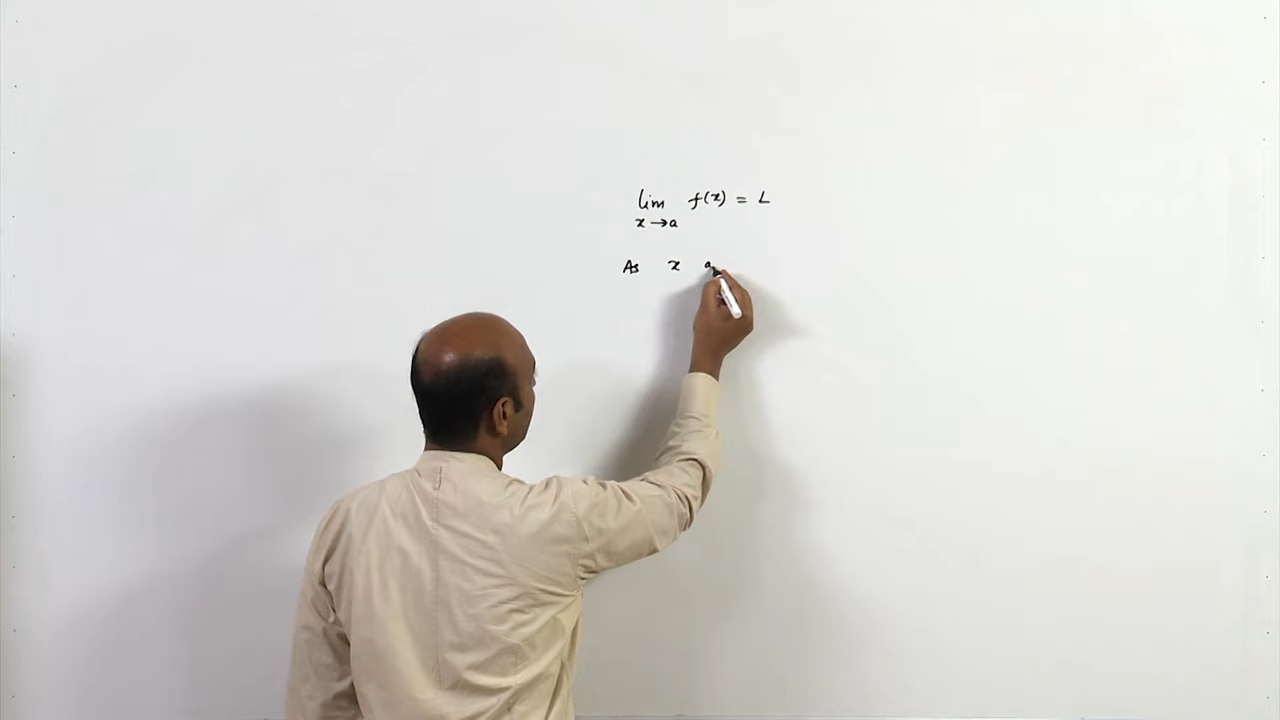 lim f(x) = L
x → a
As x a